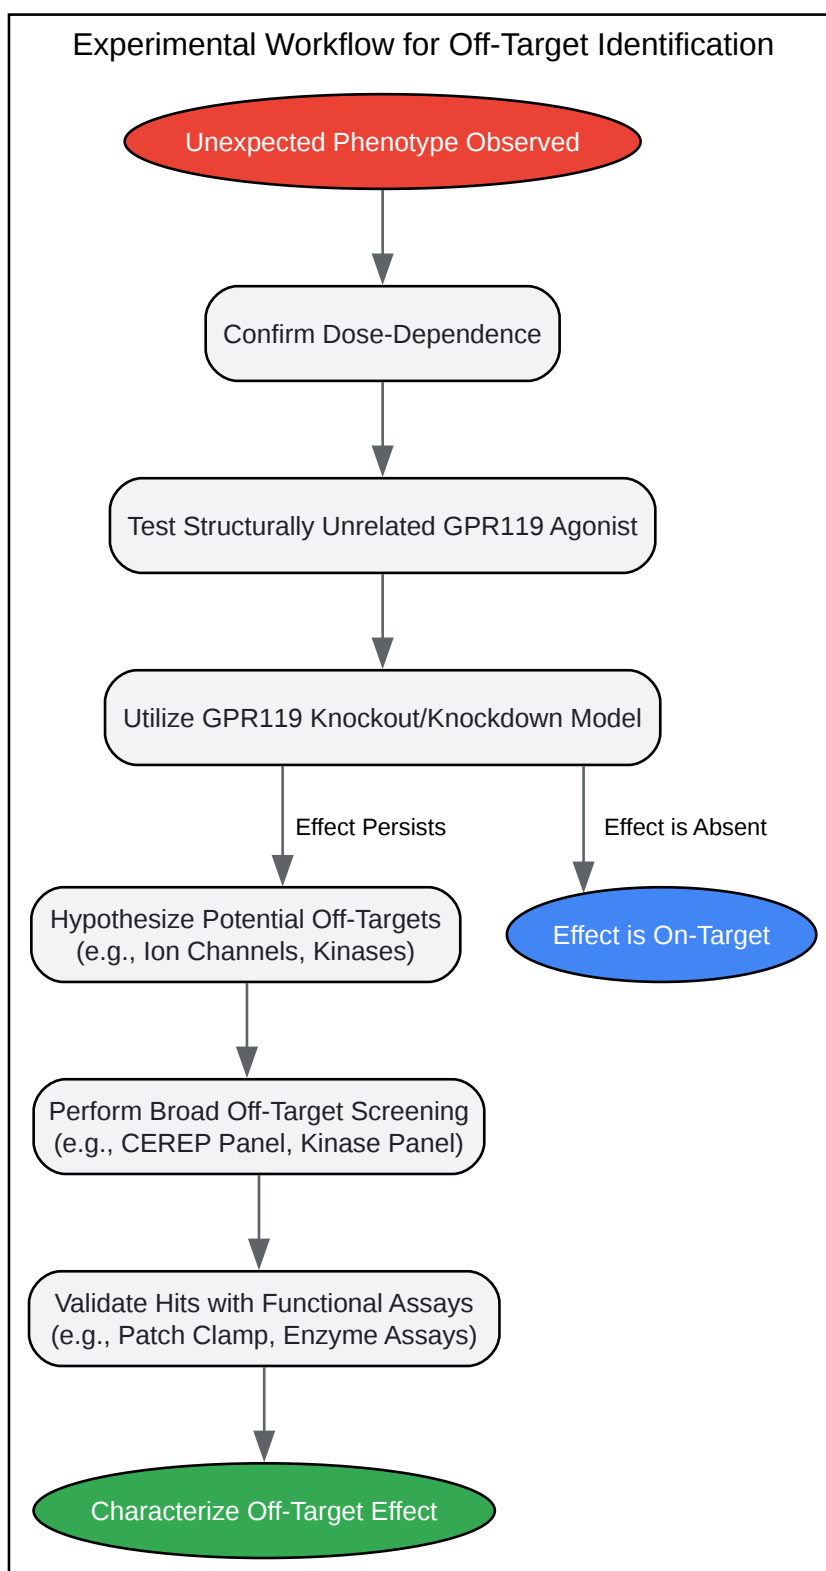 Experimental Workflow for Off-Target Identification
Unexpected Phenotype Observed
Confirm Dose-Dependence
Test Structurally Unrelated GPR119 Agonist
Utilize GPR119 Knockout/Knockdown Model
Effect Persists
Effect is Absent
Hypothesize Potential Off-Targets
(e.g., Ion Channels, Kinases)
Effect is On-Target
Perform Broad Off-Target Screening
(e.g., CEREP Panel, Kinase Panel)
Validate Hits with Functional Assays
(e.g., Patch Clamp, Enzyme Assays)
Characterize Off-Target Effect